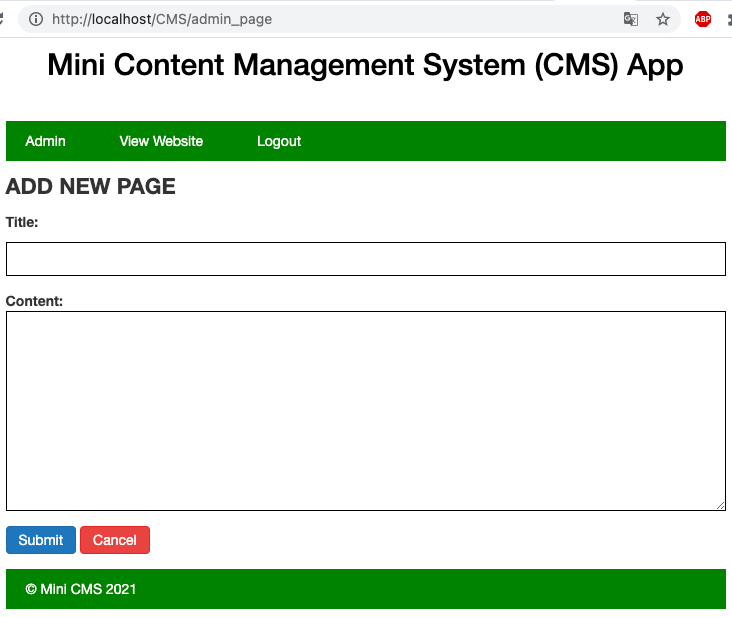 http://localhost/CMS/admin_page
ABP
Mini Content Management System (CMS) App
Admin View Website Logout
ADD NEW PAGE
Title:
Content:
Submit Cancel
© Mini CMS 2021